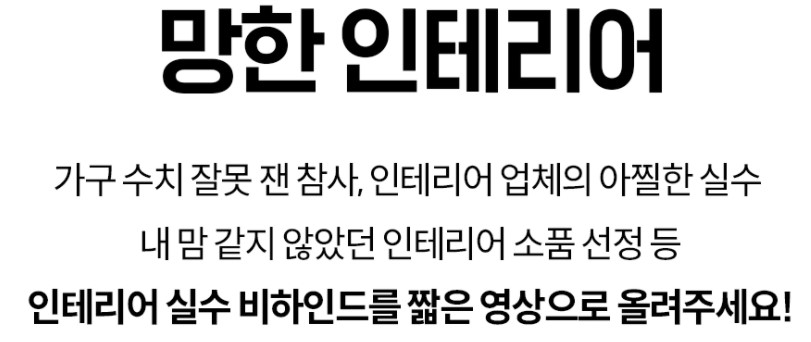 망한 인테리어
가구 수치 잘못 잰 참사, 인테리어 업체의 아찔한 실수
내 맘 같지 않았던 인테리어 소품 선정 등
인테리어 실수 비하인드를 짧은 영상으로 올려주세요!